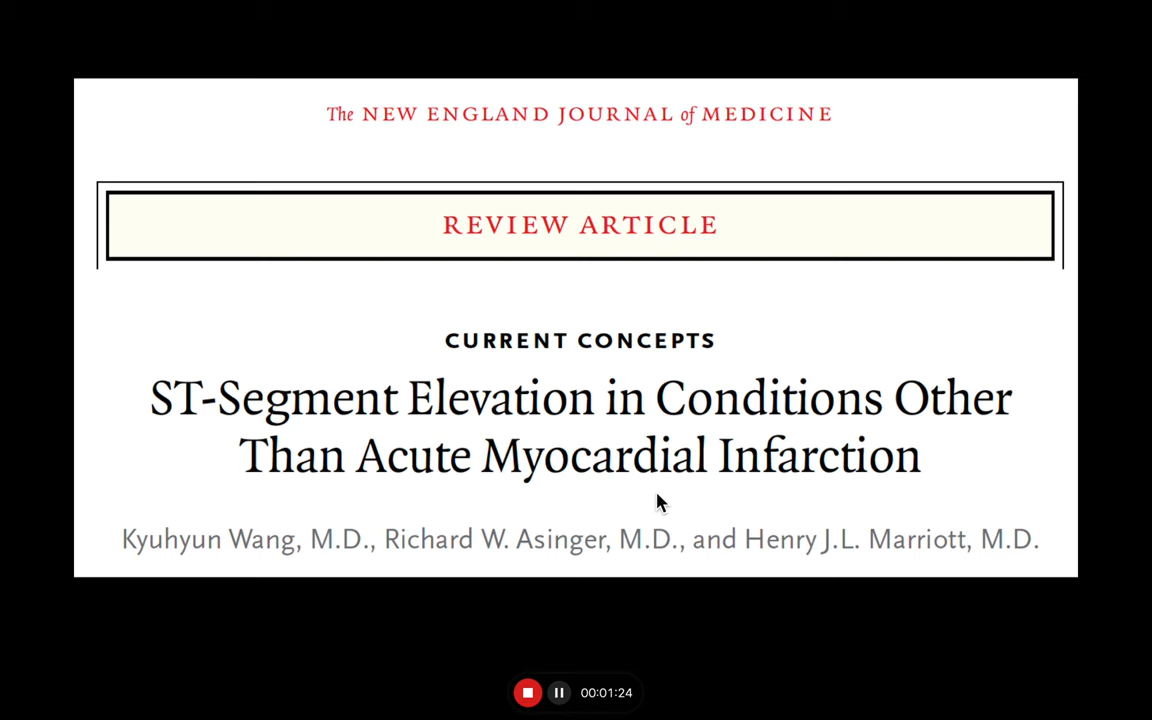 The NEW ENGLAND JOURNAL of MEDICINE
REVIEW ARTICLE
CURRENT CONCEPTS
ST-Segment Elevation in Conditions Other
Than Acute Myocardial Infarction
Kyuhyun Wang, M.D., Richard W. Asinger, M.D., and Henry J.L. Marriott, M.D.
00:01:24